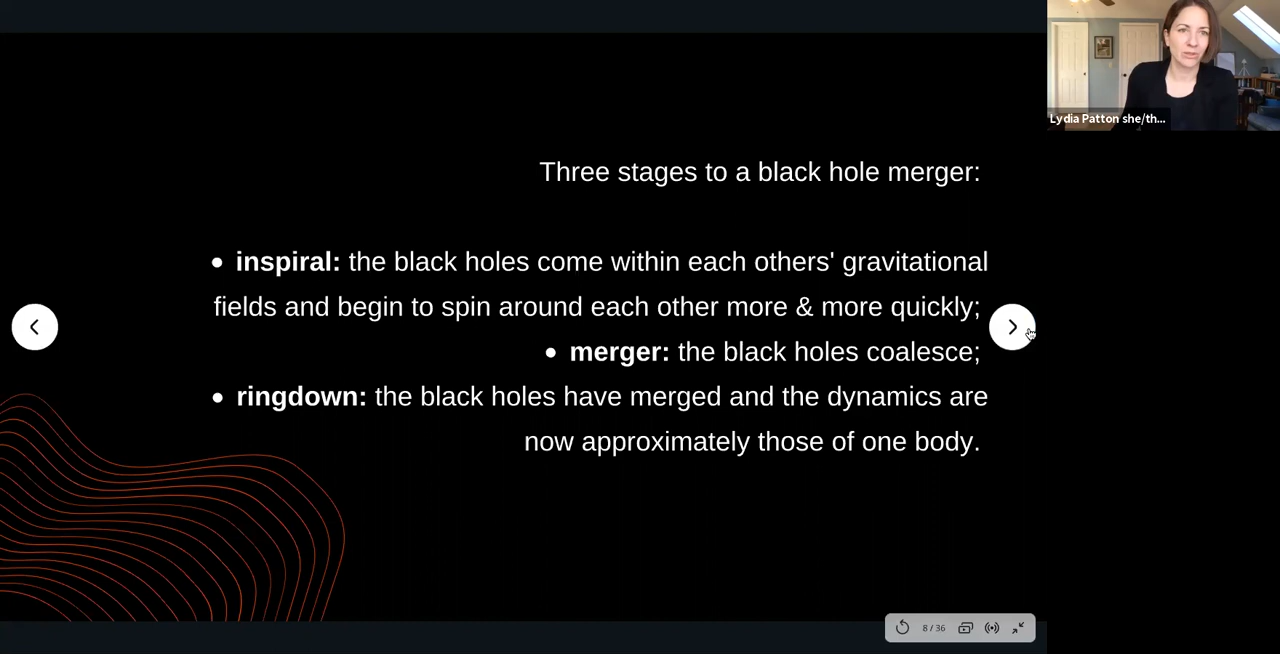 Lydia Patton she/th...
Three stages to a black hole merger:
• inspiral: the black holes come within each others' gravitational
fields and begin to spin around each other more & more quickly;
• merger: the black holes coalesce;
• ringdown: the black holes have merged and the dynamics are
now approximately those of one body.
8 / 36